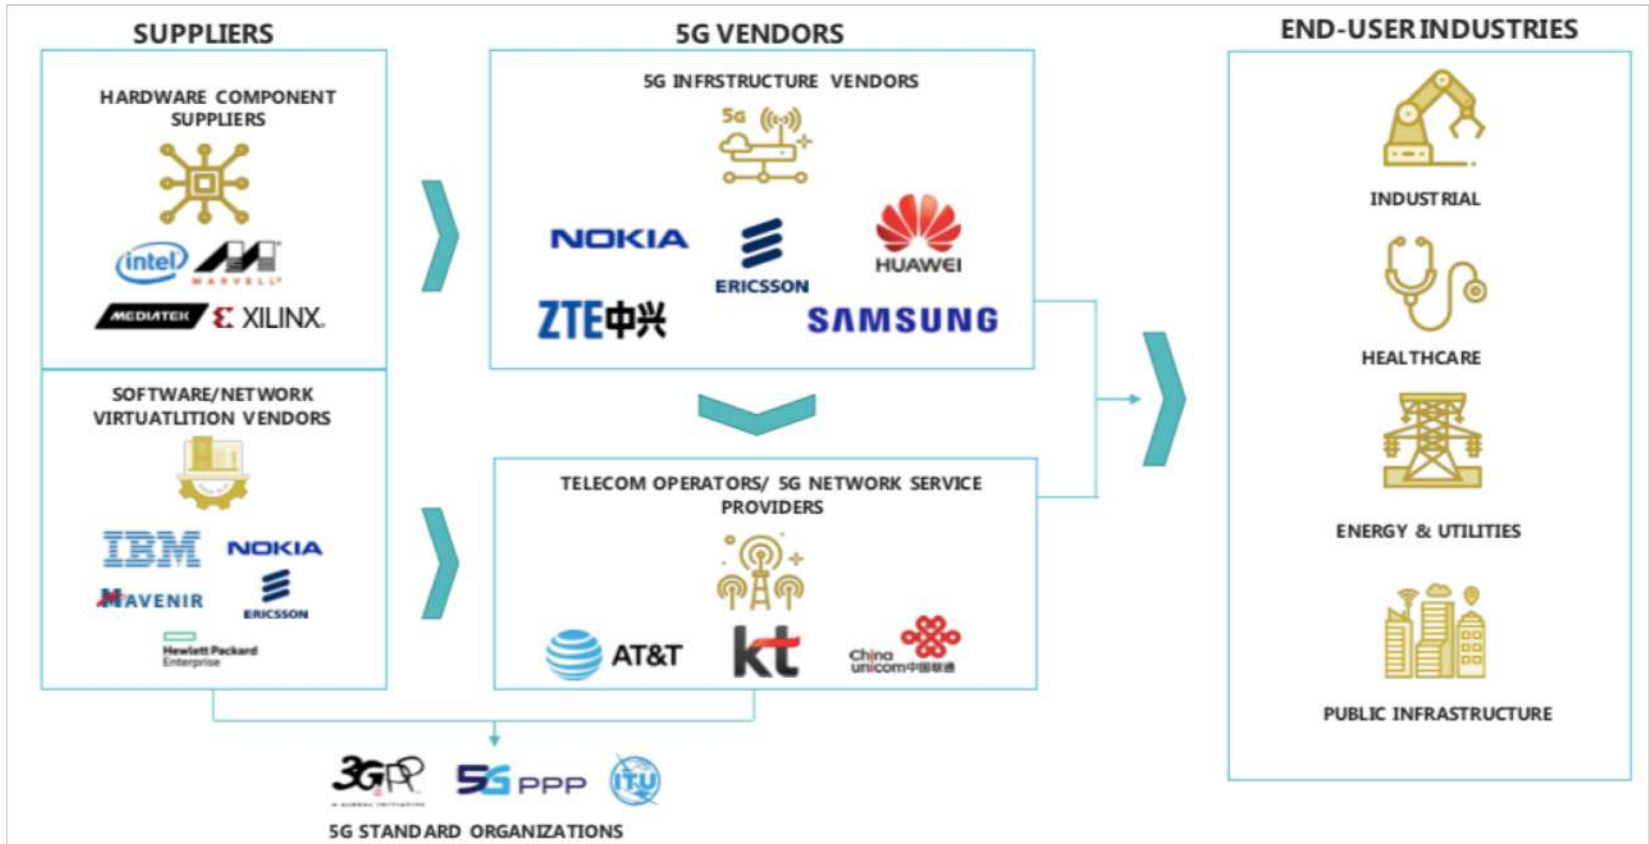 SUPPLIERS
HARDWARE COMPONENT
SUPPLIERS
intel
MARVELL®
MEDIATEK
XILINX.
SOFTWARE/NETWORK
VIRTUATLITION VENDORS
IBM
NOKIA
MAVENIR
ERICSSON
Hewlett Packard
Enterprise
5G VENDORS
5G INFRSTRUCTURE VENDORS
5G
NOKIA
ERICSSON
HUAWEI
ZTE中兴
SAMSUNG
TELECOM OPERATORS/ 5G NETWORK SERVICE
PROVIDERS
AT&T
kt
China
unicom中国联通
END-USER INDUSTRIES
INDUSTRIAL
HEALTHCARE
ENERGY & UTILITIES
PUBLIC INFRASTRUCTURE
3GPP
A GLOBAL INITIATIVE
5G PPP
ITU
5G STANDARD ORGANIZATIONS